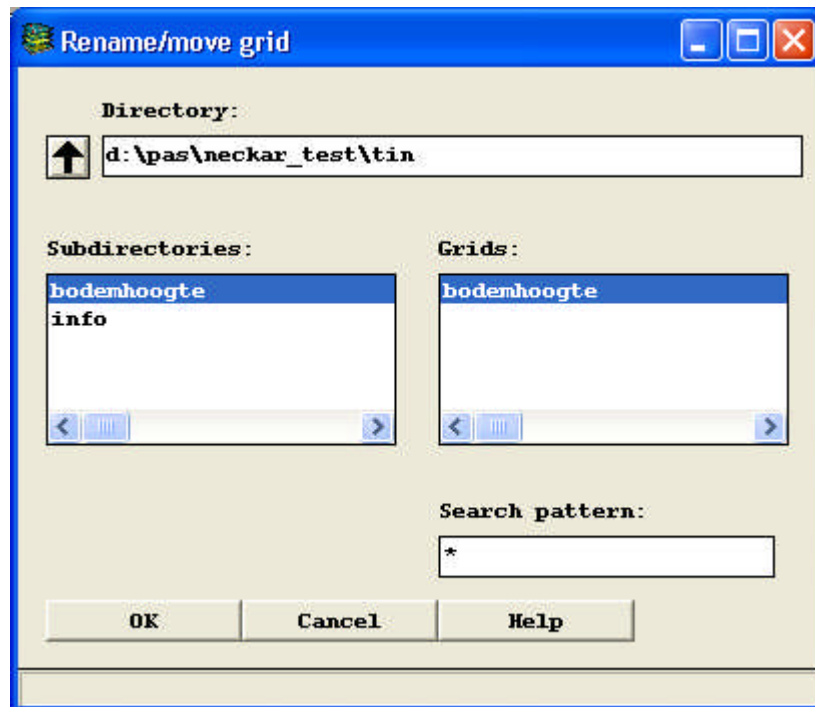 Rename/move grid
Directory:
d:\pas\neckar_test\tin
Subdirectories:
bodemhoogte
info
Grids:
bodemhoogte
Search pattern:
*
OK Cancel Help